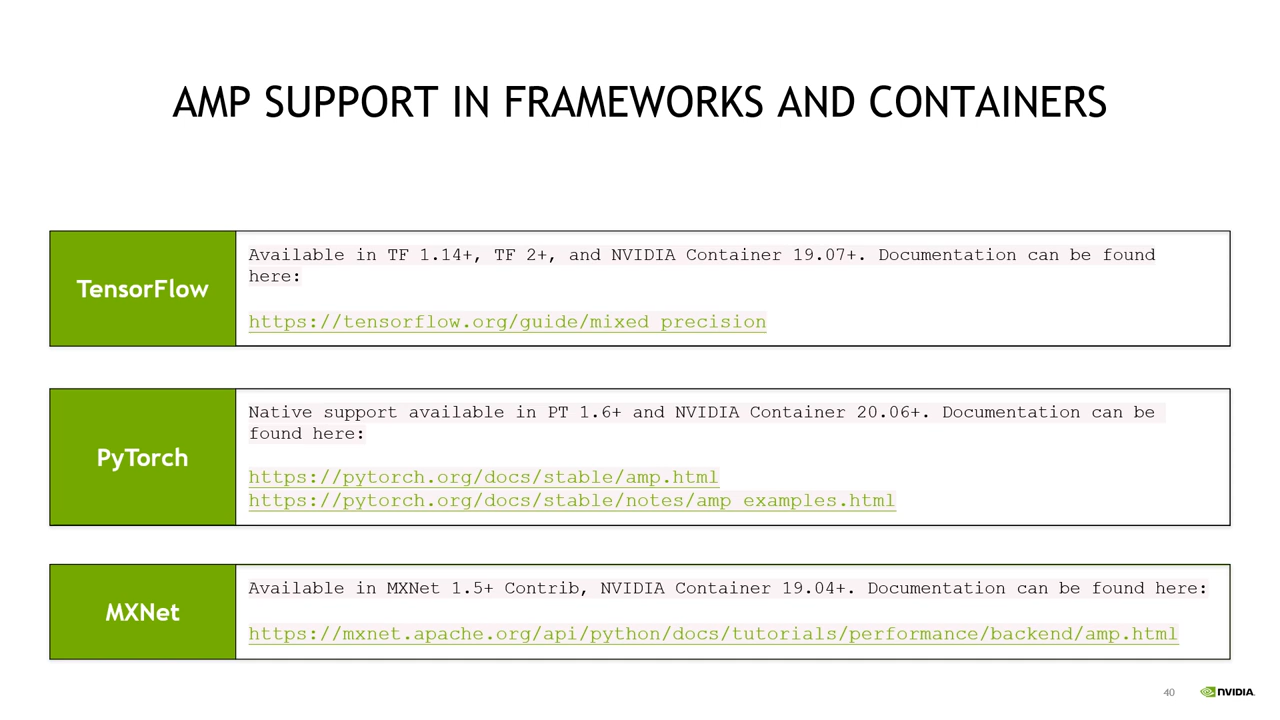 AMP SUPPORT IN FRAMEWORKS AND CONTAINERS
TensorFlow
Available in TF 1.14+, TF 2+, and NVIDIA Container 19.07+. Documentation can be found
here:
https://tensorflow.org/guide/mixed_precision
PyTorch
Native support available in PT 1.6+ and NVIDIA Container 20.06+. Documentation can be
found here:
https://pytorch.org/docs/stable/amp.html
https://pytorch.org/docs/stable/notes/amp_examples.html
MXNet
Available in MXNet 1.5+ Contrib, NVIDIA Container 19.04+. Documentation can be found here:
https://mxnet.apache.org/api/python/docs/tutorials/performance/backend/amp.html
40
NVIDIA.